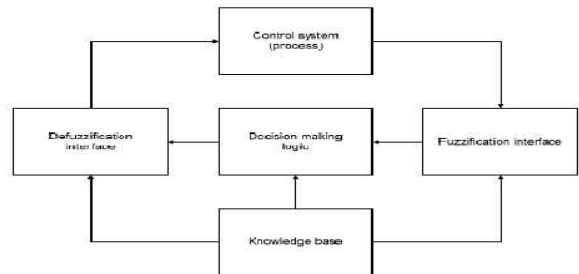 Control system
(process)
Defuzzification
interface
Decision making
logic
Fuzzification interface
Knowledge base